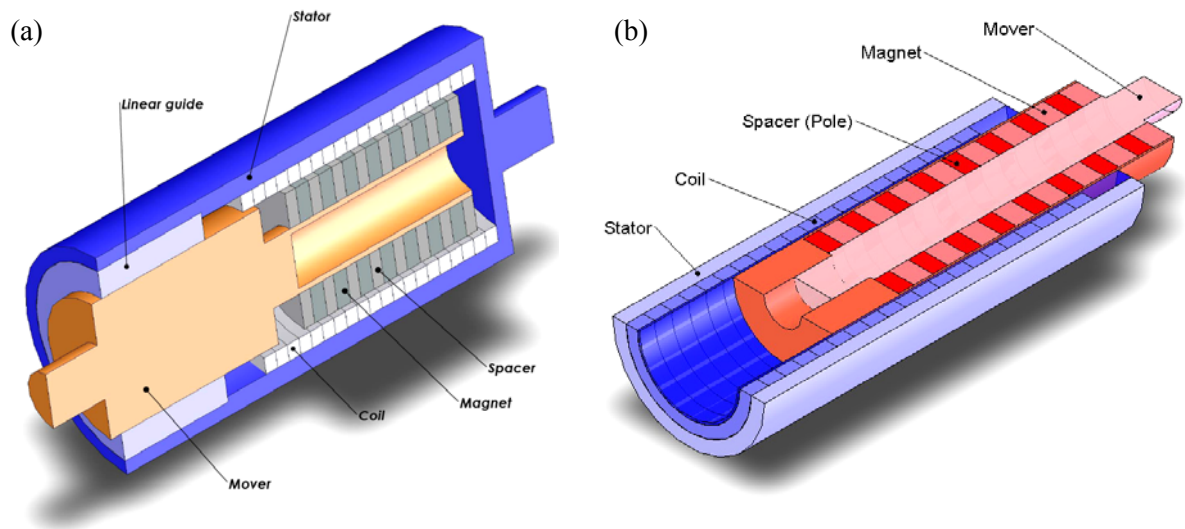 (a)
Stator
Linear guide
Spacer
Magnet
Coil
Mover
(b)
Mover
Magnet
Spacer (Pole)
Coil
Stator